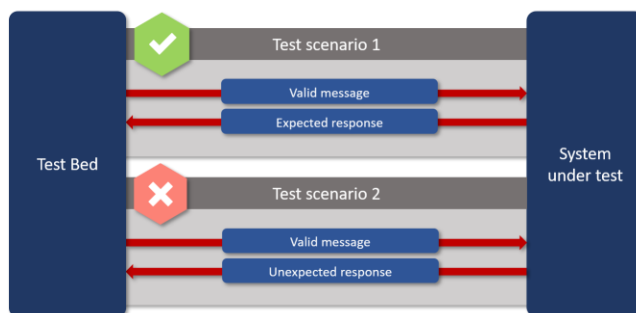 Test scenario 1
Valid message
Expected response
Test Bed
System
under test
Test scenario 2
Valid message
Unexpected response